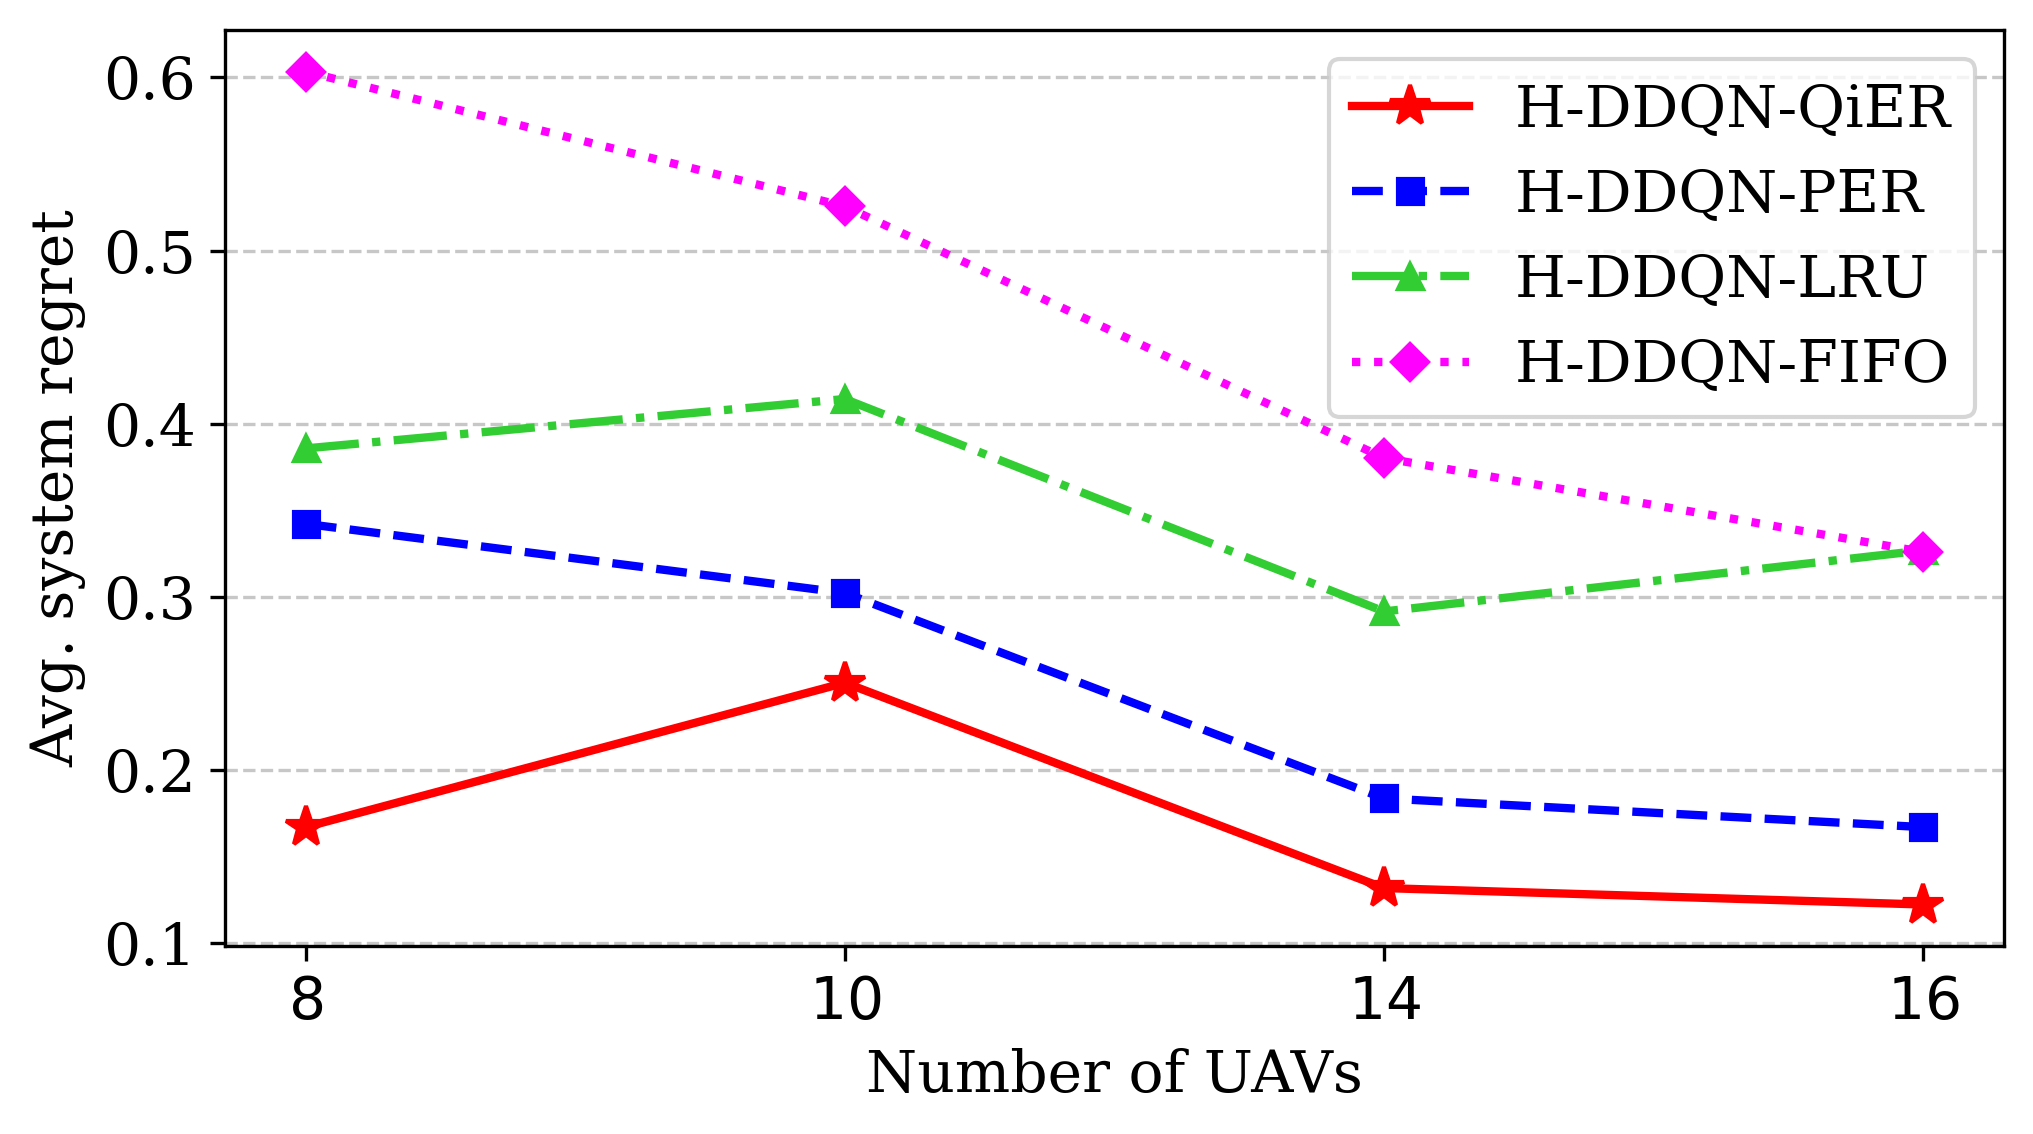 0.6
0.5
0.4
0.3
0.2
0.1
Avg. system regret
8 10 14 16
Number of UAVs
H-DDQN-QiER
H-DDQN-PER
H-DDQN-LRU
H-DDQN-FIFO